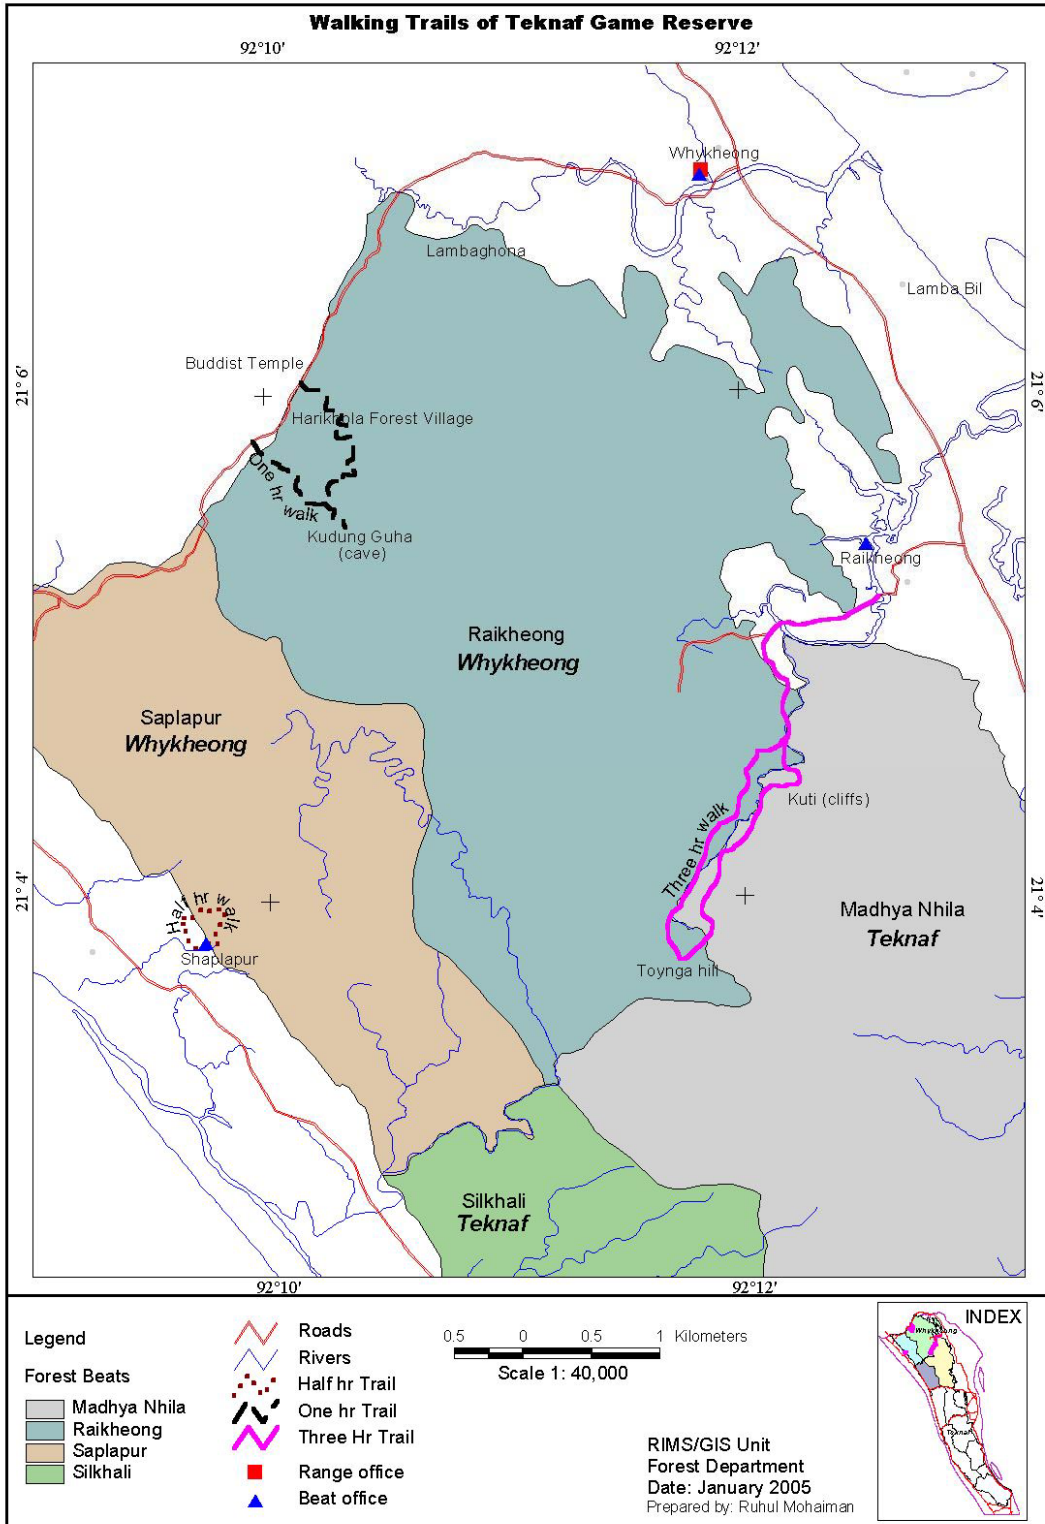 Walking Trails of Teknaf Game Reserve
92°10'
92°12'
Whykheong
Lambaghona
Lamba Bil
Buddist Temple
21° 6'
21° 6'
Harikhola Forest Village
One hr walk
Kudung Guha
(cave)
Raikheong
Raikheong
Whykheong
Saplapur
Whykheong
Kuti (cliffs)
Three hr walk
21° 4'
21° 4'
Half hr walk
Madhya Nhila
Teknaf
Shaplapur
Toynga hill
Silkhali
Teknaf
92°10'
92°12'
Legend
Forest Beats
Madhya Nhila
Raikheong
Saplapur
Silkhali
Roads
Rivers
Half hr Trail
One hr Trail
Three Hr Trail
Range office
Beat office
0.5 0 0.5 1 Kilometers
Scale 1: 40,000
RIMS/GIS Unit
Forest Department
Date: January 2005
Prepared by: Ruhul Mohaiman
INDEX
Whykheong
Teknaf